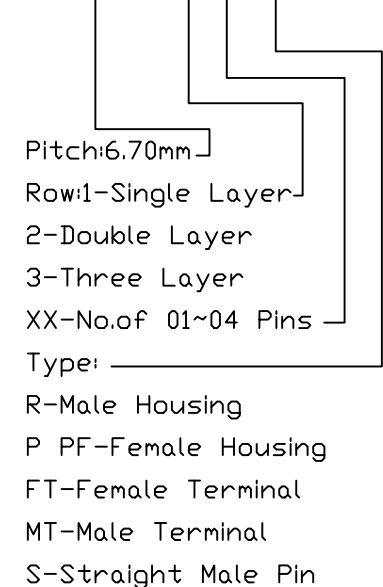 Pitch:6.70mm
Row:1-Single Layer
2-Double Layer
3-Three Layer
XX-No.of 01~04 Pins
Type:
R-Male Housing
P PF-Female Housing
FT-Female Terminal
MT-Male Terminal
S-Straight Male Pin